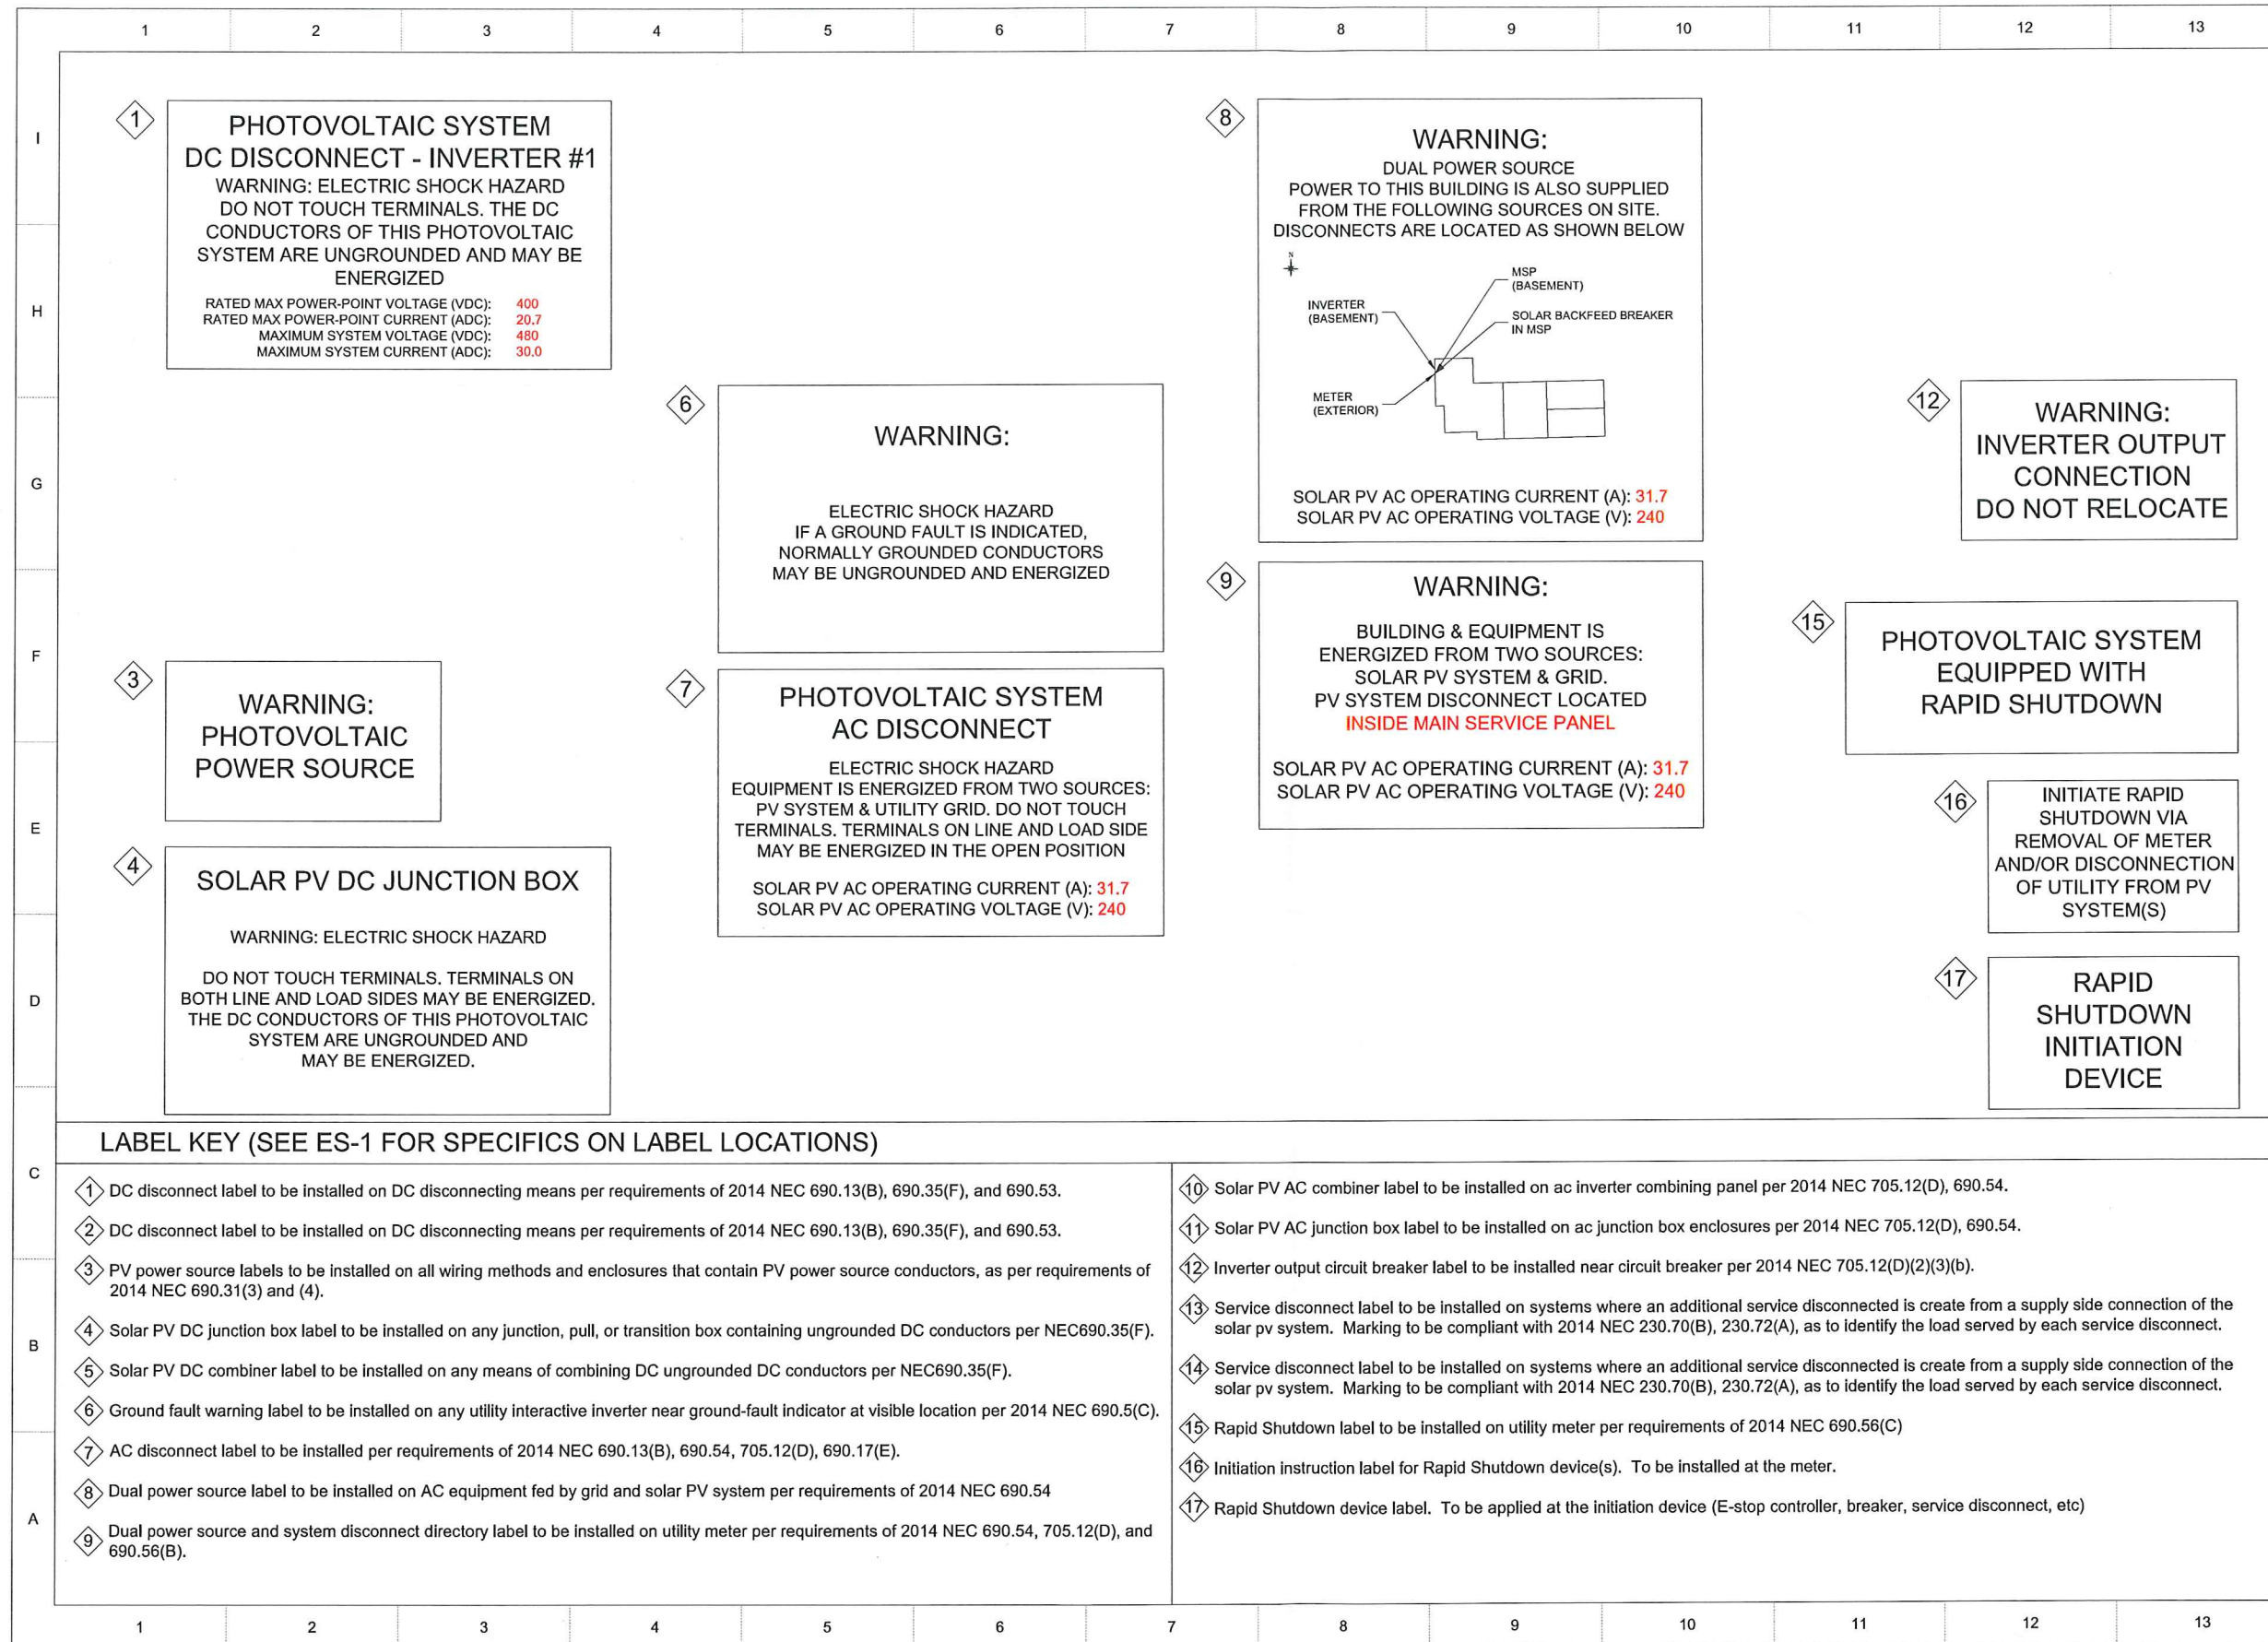 1 2 3 4 5 6 7 8 9 10 11 12 13
I
H
G
F
E
D
C
B
A
1
PHOTOVOLTAIC SYSTEM
DC DISCONNECT - INVERTER #1
WARNING: ELECTRIC SHOCK HAZARD
DO NOT TOUCH TERMINALS. THE DC
CONDUCTORS OF THIS PHOTOVOLTAIC
SYSTEM ARE UNGROUNDED AND MAY BE
ENERGIZED
RATED MAX POWER-POINT VOLTAGE (VDC): 400
RATED MAX POWER-POINT CURRENT (ADC): 20.7
MAXIMUM SYSTEM VOLTAGE (VDC): 480
MAXIMUM SYSTEM CURRENT (ADC): 30.0
3
WARNING:
PHOTOVOLTAIC
POWER SOURCE
4
SOLAR PV DC JUNCTION BOX
WARNING: ELECTRIC SHOCK HAZARD
DO NOT TOUCH TERMINALS. TERMINALS ON
BOTH LINE AND LOAD SIDES MAY BE ENERGIZED.
THE DC CONDUCTORS OF THIS PHOTOVOLTAIC
SYSTEM ARE UNGROUNDED AND
MAY BE ENERGIZED.
6
WARNING:
ELECTRIC SHOCK HAZARD
IF A GROUND FAULT IS INDICATED,
NORMALLY GROUNDED CONDUCTORS
MAY BE UNGROUNDED AND ENERGIZED
7
PHOTOVOLTAIC SYSTEM
AC DISCONNECT
ELECTRIC SHOCK HAZARD
EQUIPMENT IS ENERGIZED FROM TWO SOURCES:
PV SYSTEM & UTILITY GRID. DO NOT TOUCH
TERMINALS. TERMINALS ON LINE AND LOAD SIDE
MAY BE ENERGIZED IN THE OPEN POSITION
SOLAR PV AC OPERATING CURRENT (A): 31.7
SOLAR PV AC OPERATING VOLTAGE (V): 240
8
WARNING:
DUAL POWER SOURCE
POWER TO THIS BUILDING IS ALSO SUPPLIED
FROM THE FOLLOWING SOURCES ON SITE.
DISCONNECTS ARE LOCATED AS SHOWN BELOW
N
MSP
(BASEMENT)
INVERTER
(BASEMENT)
SOLAR BACKFEED BREAKER
IN MSP
METER
(EXTERIOR)
SOLAR PV AC OPERATING CURRENT (A): 31.7
SOLAR PV AC OPERATING VOLTAGE (V): 240
9
WARNING:
BUILDING & EQUIPMENT IS
ENERGIZED FROM TWO SOURCES:
SOLAR PV SYSTEM & GRID.
PV SYSTEM DISCONNECT LOCATED
INSIDE MAIN SERVICE PANEL
SOLAR PV AC OPERATING CURRENT (A): 31.7
SOLAR PV AC OPERATING VOLTAGE (V): 240
12
WARNING:
INVERTER OUTPUT
CONNECTION
DO NOT RELOCATE
15
PHOTOVOLTAIC SYSTEM
EQUIPPED WITH
RAPID SHUTDOWN
16
INITIATE RAPID
SHUTDOWN VIA
REMOVAL OF METER
AND/OR DISCONNECTION
OF UTILITY FROM PV
SYSTEM(S)
17
RAPID
SHUTDOWN
INITIATION
DEVICE
LABEL KEY (SEE ES-1 FOR SPECIFICS ON LABEL LOCATIONS)
1 DC disconnect label to be installed on DC disconnecting means per requirements of 2014 NEC 690.13(B), 690.35(F), and 690.53.
2 DC disconnect label to be installed on DC disconnecting means per requirements of 2014 NEC 690.13(B), 690.35(F), and 690.53.
3 PV power source labels to be installed on all wiring methods and enclosures that contain PV power source conductors, as per requirements of
2014 NEC 690.31(3) and (4).
4 Solar PV DC junction box label to be installed on any junction, pull, or transition box containing ungrounded DC conductors per NEC690.35(F).
5 Solar PV DC combiner label to be installed on any means of combining DC ungrounded DC conductors per NEC690.35(F).
6 Ground fault warning label to be installed on any utility interactive inverter near ground-fault indicator at visible location per 2014 NEC 690.5(C).
7 AC disconnect label to be installed per requirements of 2014 NEC 690.13(B), 690.54, 705.12(D), 690.17(E).
8 Dual power source label to be installed on AC equipment fed by grid and solar PV system per requirements of 2014 NEC 690.54
9 Dual power source and system disconnect directory label to be installed on utility meter per requirements of 2014 NEC 690.54, 705.12(D), and
690.56(B).
10 Solar PV AC combiner label to be installed on ac inverter combining panel per 2014 NEC 705.12(D), 690.54.
11 Solar PV AC junction box label to be installed on ac junction box enclosures per 2014 NEC 705.12(D), 690.54.
12 Inverter output circuit breaker label to be installed near circuit breaker per 2014 NEC 705.12(D)(2)(3)(b).
13 Service disconnect label to be installed on systems where an additional service disconnected is create from a supply side connection of the
solar pv system. Marking to be compliant with 2014 NEC 230.70(B), 230.72(A), as to identify the load served by each service disconnect.
14 Service disconnect label to be installed on systems where an additional service disconnected is create from a supply side connection of the
solar pv system. Marking to be compliant with 2014 NEC 230.70(B), 230.72(A), as to identify the load served by each service disconnect.
15 Rapid Shutdown label to be installed on utility meter per requirements of 2014 NEC 690.56(C)
16 Initiation instruction label for Rapid Shutdown device(s). To be installed at the meter.
17 Rapid Shutdown device label. To be applied at the initiation device (E-stop controller, breaker, service disconnect, etc)
1 2 3 4 5 6 7 8 9 10 11 12 13